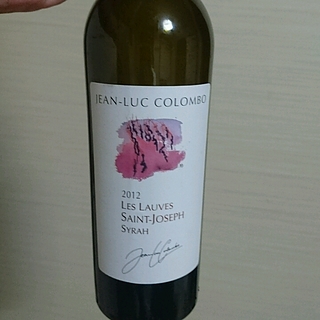 JEAN-LUC COLOMBO
2012
LES LAUVES
SAINT-JOSEPH
SYRAH